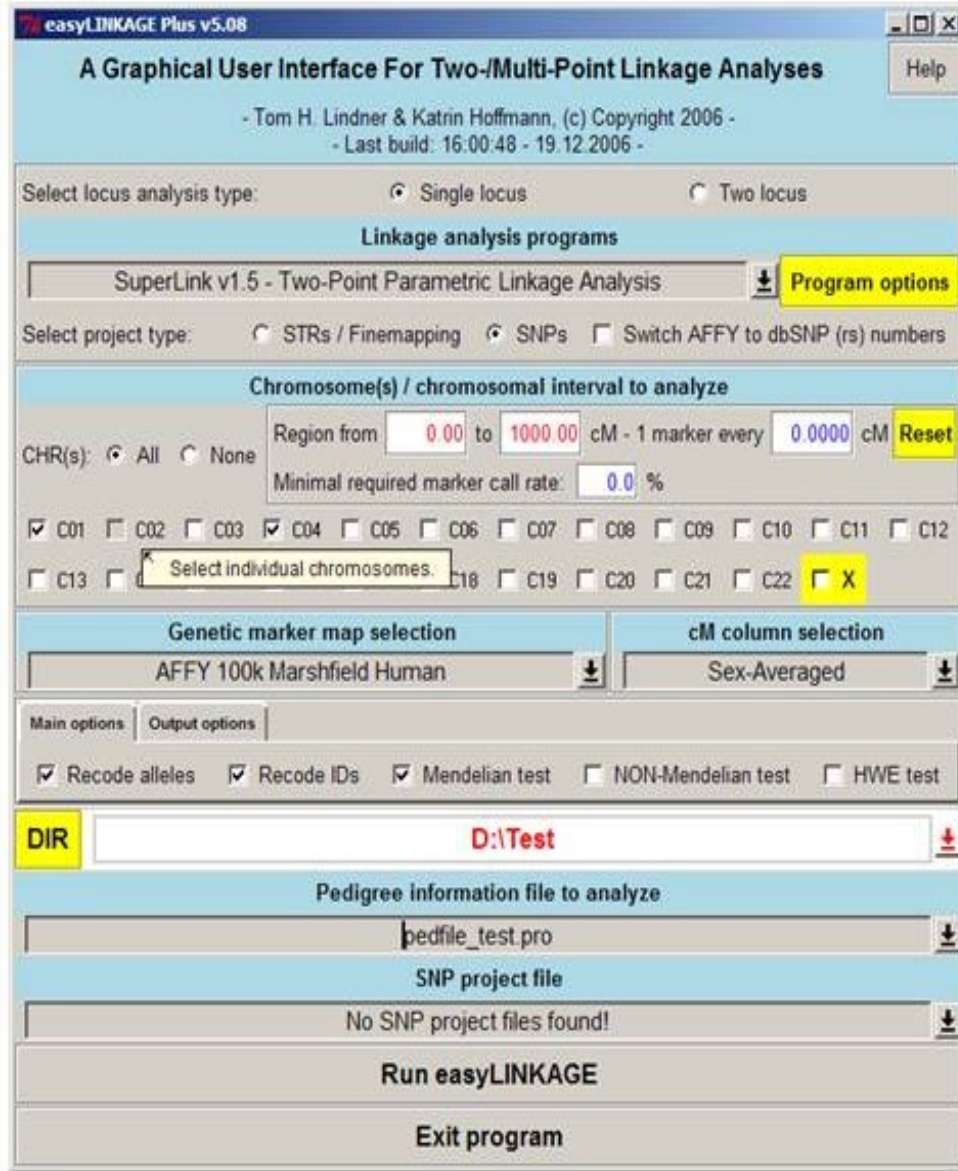 easyLINKAGE Plus v5.08
A Graphical User Interface For Two-/Multi-Point Linkage Analyses
Help
- Tom H. Lindner & Katrin Hoffmann, (c) Copyright 2006 -
- Last build: 16:00:48 - 19.12.2006 -
Select locus analysis type: Single locus Two locus
Linkage analysis programs
SuperLink v1.5 - Two-Point Parametric Linkage Analysis Program options
Select project type: STRs / Finemapping SNPs Switch AFFY to dbSNP (rs) numbers
Chromosome(s) / chromosomal interval to analyze
CHR(s): All None
Region from 0.00 to 1000.00 cM - 1 marker every 0.0000 cM Reset
Minimal required marker call rate: 0.0 %
C01 C02 C03 C04 C05 C06 C07 C08 C09 C10 C11 C12
Select individual chromosomes.
C13 C18 C19 C20 C21 C22 X
Genetic marker map selection cM column selection
AFFY 100k Marshfield Human Sex-Averaged
Main options Output options
Recode alleles Recode IDs Mendelian test NON-Mendelian test HWE test
DIR D:\Test
Pedigree information file to analyze
pedfile_test.pro
SNP project file
No SNP project files found!
Run easyLINKAGE
Exit program